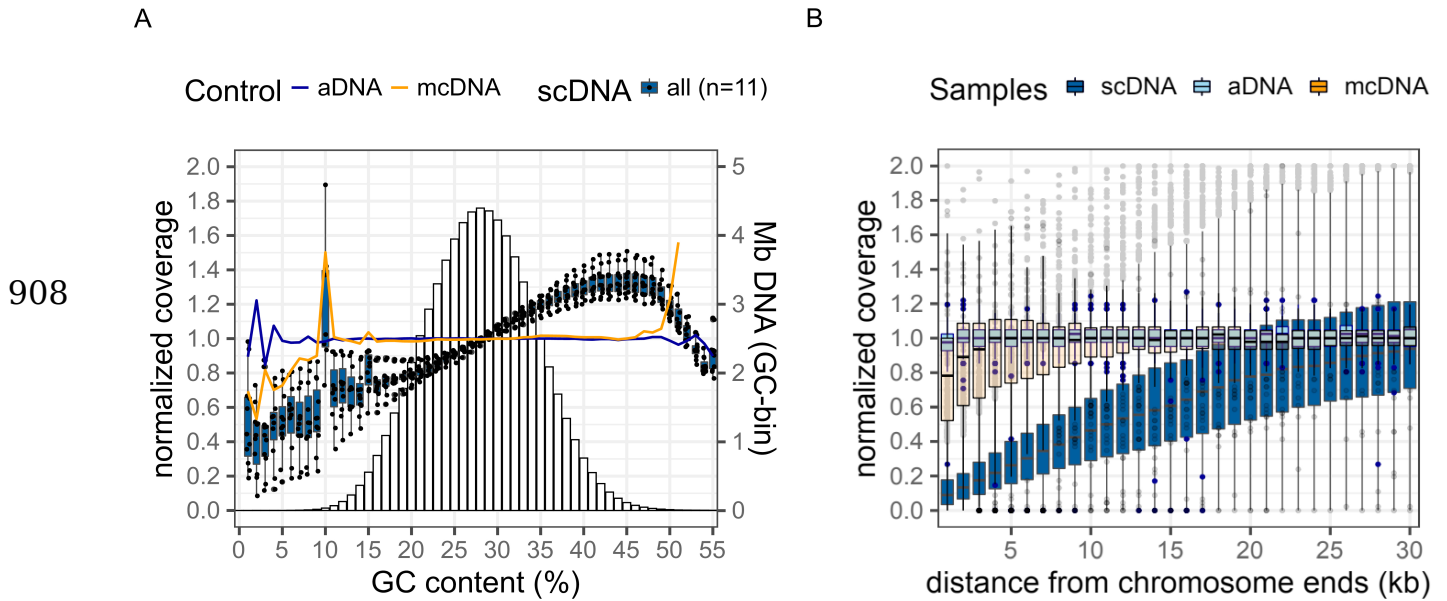 A
B
Control aDNA mcDNA scDNA all (n=11)
Samples scDNA aDNA mcDNA
908
normalized coverage
2.0
1.8
1.6
1.4
1.2
1.0
0.8
0.6
0.4
0.2
0.0
5
4
3
2
1
0
Mb DNA (GC-bin)
0 5 10 15 20 25 30 35 40 45 50 55
GC content (%)
normalized coverage
2.0
1.8
1.6
1.4
1.2
1.0
0.8
0.6
0.4
0.2
0.0
5 10 15 20 25 30
distance from chromosome ends (kb)